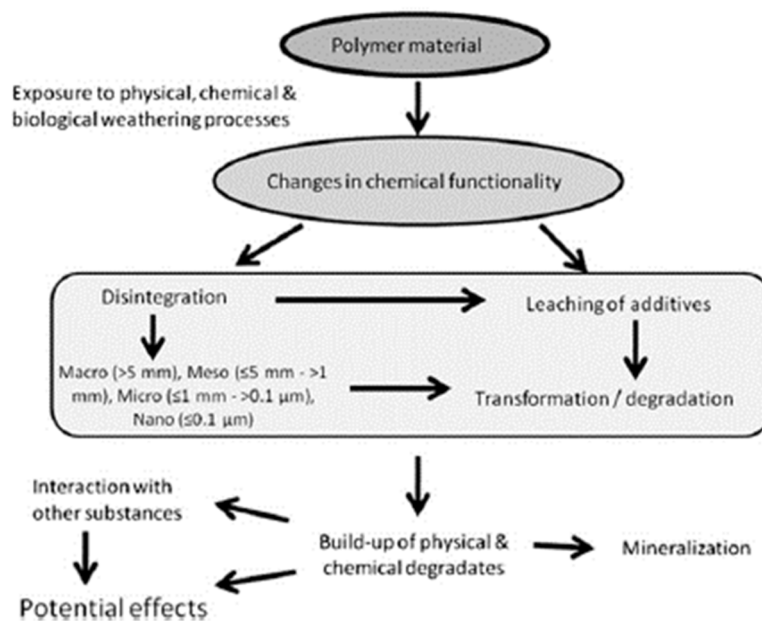 Polymer material
Exposure to physical, chemical &
biological weathering processes
Changes in chemical functionality
Disintegration
Leaching of additives
Macro (>5 mm), Meso (≤5 mm - >1
mm), Micro (≤1 mm - >0.1 μm),
Nano (≤0.1 μm)
Transformation / degradation
Interaction with
other substances
Build-up of physical &
chemical degradates
Mineralization
Potential effects